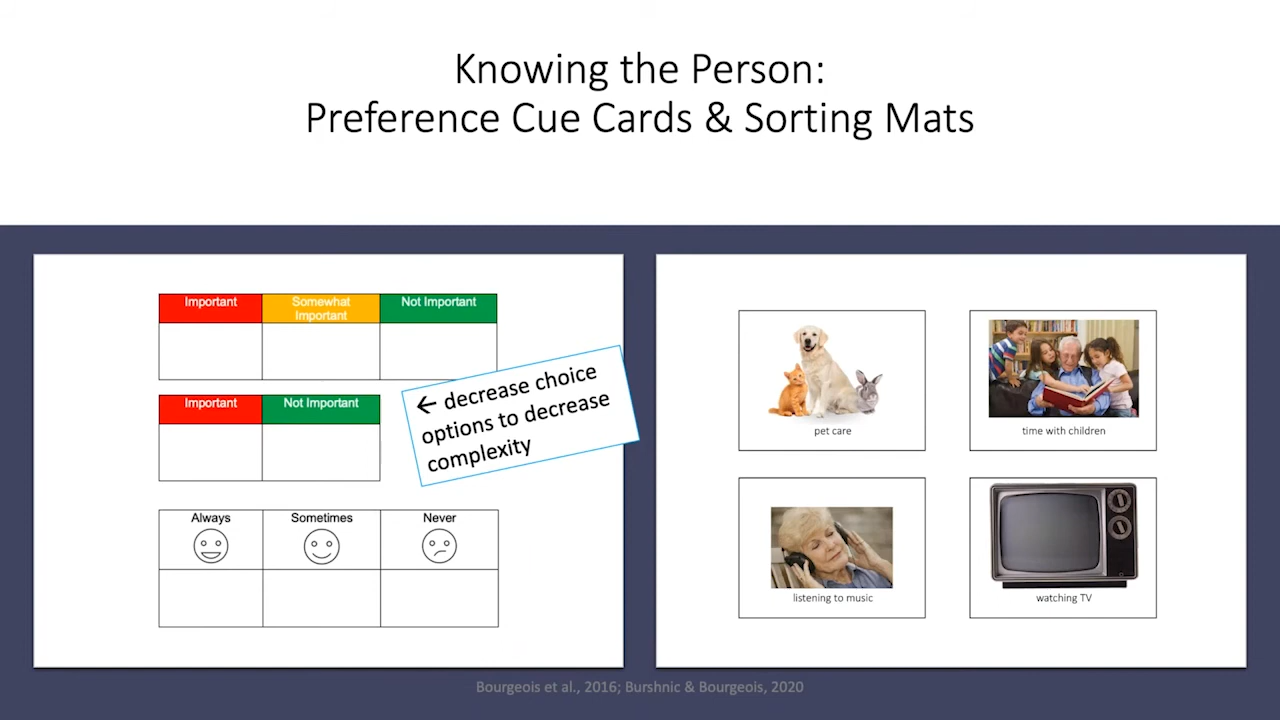 Knowing the Person:
Preference Cue Cards & Sorting Mats
Important
Somewhat
Important
Not Important
Important
Not Important
← decrease choice
options to decrease
complexity
Always
Sometimes
Never
pet care
time with children
listening to music
watching TV
Bourgeois et al., 2016; Burshnic & Bourgeois, 2020